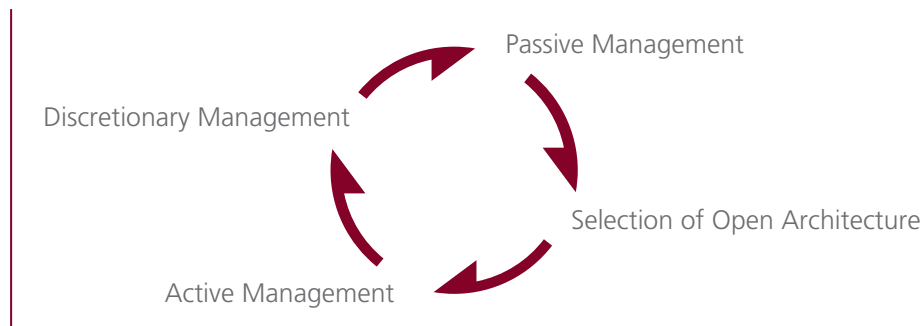 Passive Management
Discretionary Management
Selection of Open Architecture
Active Management